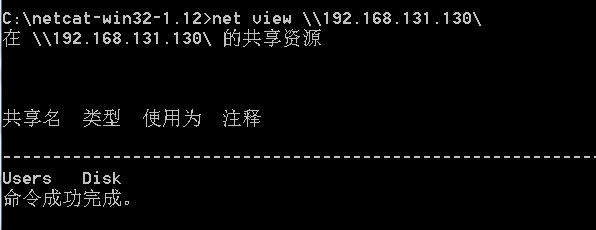 C:\netcat-win32-1.12>net view \\192.168.131.130\
在 \\192.168.131.130\ 的共享资源
共享名 类型 使用为 注释
-------------------------------------------------------------------------------
Users Disk
命令成功完成。